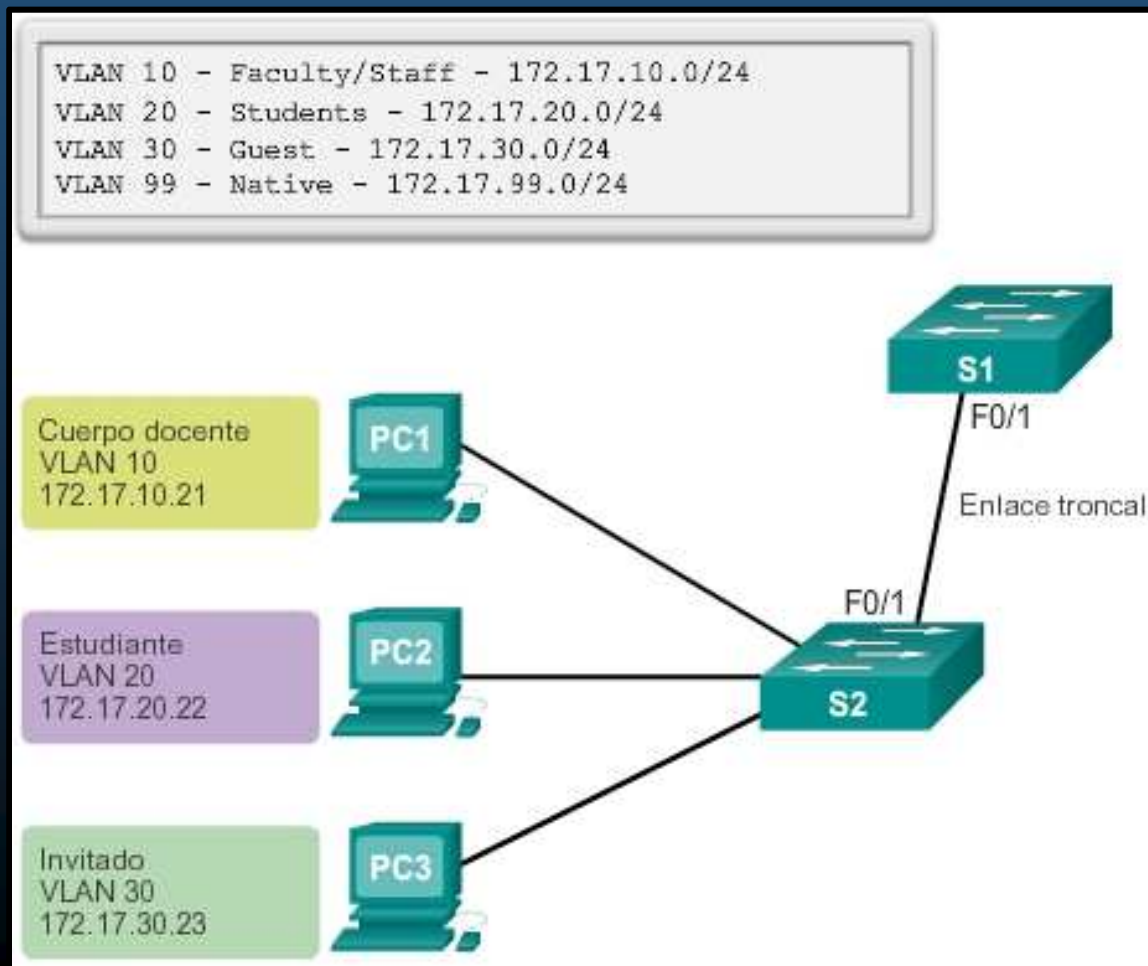 VLAN 10 - Faculty/Staff - 172.17.10.0/24
VLAN 20 - Students - 172.17.20.0/24
VLAN 30 - Guest - 172.17.30.0/24
VLAN 99 - Native - 172.17.99.0/24
S1
F0/1
Enlace troncal
F0/1
S2
Cuerpo docente
VLAN 10
172.17.10.21
PC1
Estudiante
VLAN 20
172.17.20.22
PC2
Invitado
VLAN 30
172.17.30.23
PC3